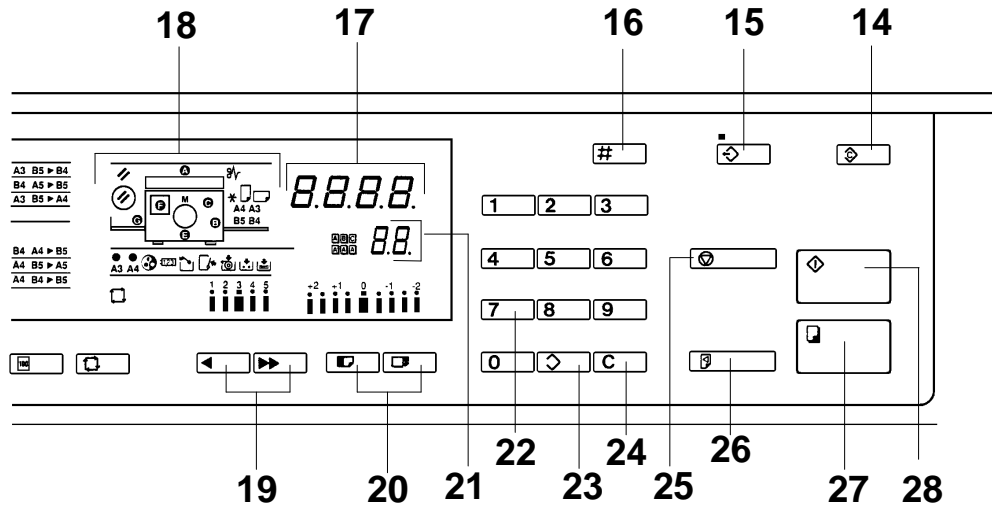 18 17 16 15 14
A3 B5 ▶ B4
B4 A5 ▶ B5
A3 B5 ▶ A4
A
F M C
G E B
A4 A3
B5 B4
8.8.8.8.
#
C
1 2 3
A B C
A A A
8.8.
B4 A4 ▶ B5
A4 B5 ▶ A5
A4 B4 ▶ B5
A3 A4
4 5 6
1 2 3 4 5
+2 +1 0 -1 -2
7 8 9
0 C
22 24 26
19 20 21 23 25 27 28